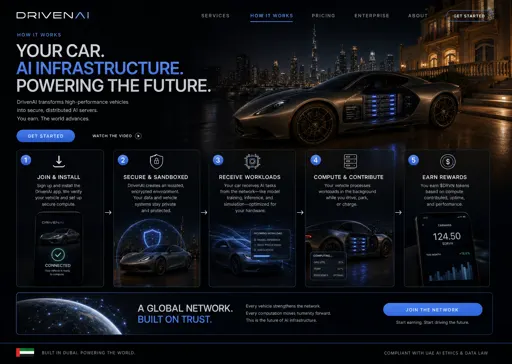 DRIVENAI
SERVICES HOW IT WORKS PRICING ENTERPRISE ABOUT GET STARTED
HOW IT WORKS
YOUR CAR.
AI INFRASTRUCTURE.
POWERING THE FUTURE.
DrivenAI transforms high-performance vehicles
into secure, distributed AI servers.
You earn. The world advances.
GET STARTED
WATCH THE VIDEO
1
JOIN & INSTALL
Sign up and install the
DrivenAI app. We verify
your vehicle and set up
secure compute.
CONNECTED
2
SECURE & SANDBOXED
DrivenAI creates an isolated,
encrypted environment.
Your data and vehicle
systems stay private
and protected.
3
RECEIVE WORKLOADS
Your car receives AI tasks
from the network—like model
training, inference, and
simulation—optimized for
your hardware.
4
COMPUTE & CONTRIBUTE
Your vehicle processes
workloads in the background
while you drive, park,
or charge.
COMPUTING...
5
EARN REWARDS
You earn $DRVN tokens
based on compute
contributed, uptime,
and performance.
124.50
$DRVN
A GLOBAL NETWORK.
BUILT ON TRUST.
Every vehicle strengthens the network.
Every computation moves humanity forward.
This is the future of AI infrastructure.
JOIN THE NETWORK
Start earning. Start driving the future.
BUILT IN DUBAI. POWERING THE WORLD.
COMPLIANT WITH UAE AI ETHICS & DATA LAW